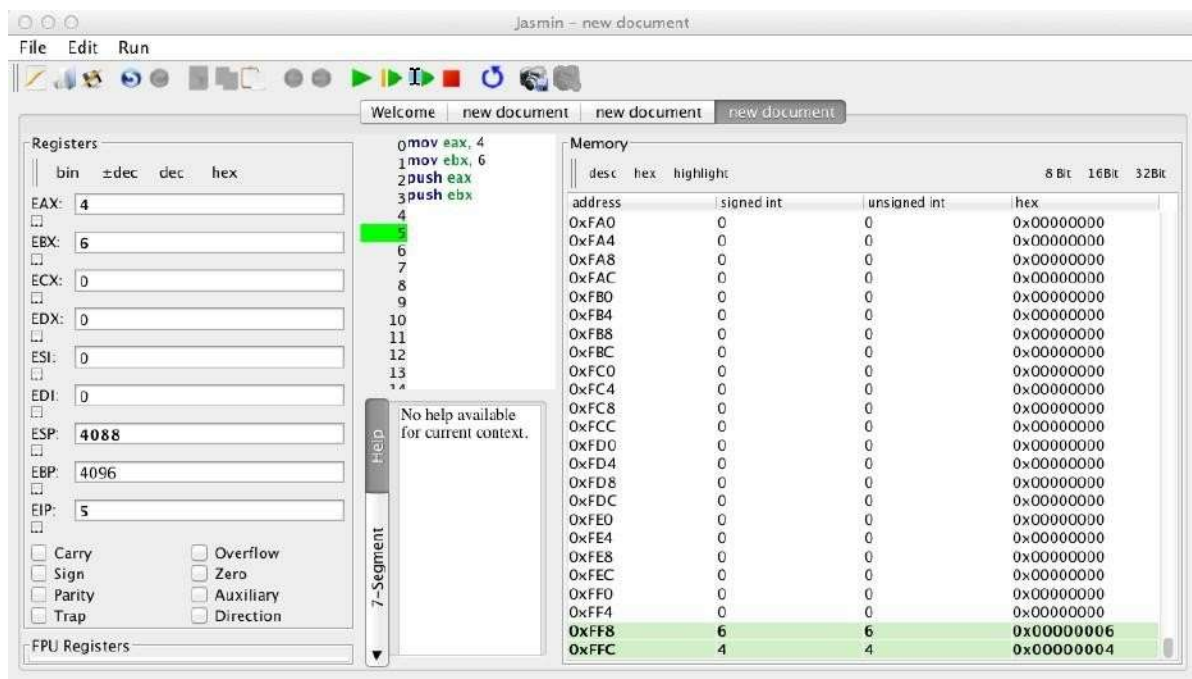 Jasmin – new document
File Edit Run
Welcome new document new document new document
Registers
bin ±dec dec hex
EAX: 4
EBX: 6
ECX: 0
EDX: 0
ESI: 0
EDI: 0
ESP: 4088
EBP: 4096
EIP: 5
Carry Overflow
Sign Zero
Parity Auxiliary
Trap Direction
FPU Registers
0 mov eax, 4
1 mov ebx, 6
2 push eax
3 push ebx
4
5
6
7
8
9
10
11
12
13
14
Help
7-Segment
No help available
for current context.
Memory
desc hex highlight 8 Bit 16Bit 32Bit
address signed int unsigned int hex
0xFA0 0 0 0x00000000
0xFA4 0 0 0x00000000
0xFA8 0 0 0x00000000
0xFAC 0 0 0x00000000
0xFB0 0 0 0x00000000
0xFB4 0 0 0x00000000
0xFB8 0 0 0x00000000
0xFBC 0 0 0x00000000
0xFC0 0 0 0x00000000
0xFC4 0 0 0x00000000
0xFC8 0 0 0x00000000
0xFCC 0 0 0x00000000
0xFD0 0 0 0x00000000
0xFD4 0 0 0x00000000
0xFD8 0 0 0x00000000
0xFDC 0 0 0x00000000
0xFE0 0 0 0x00000000
0xFE4 0 0 0x00000000
0xFE8 0 0 0x00000000
0xFEC 0 0 0x00000000
0xFF0 0 0 0x00000000
0xFF4 0 0 0x00000000
0xFF8 6 6 0x00000006
0xFFC 4 4 0x00000004